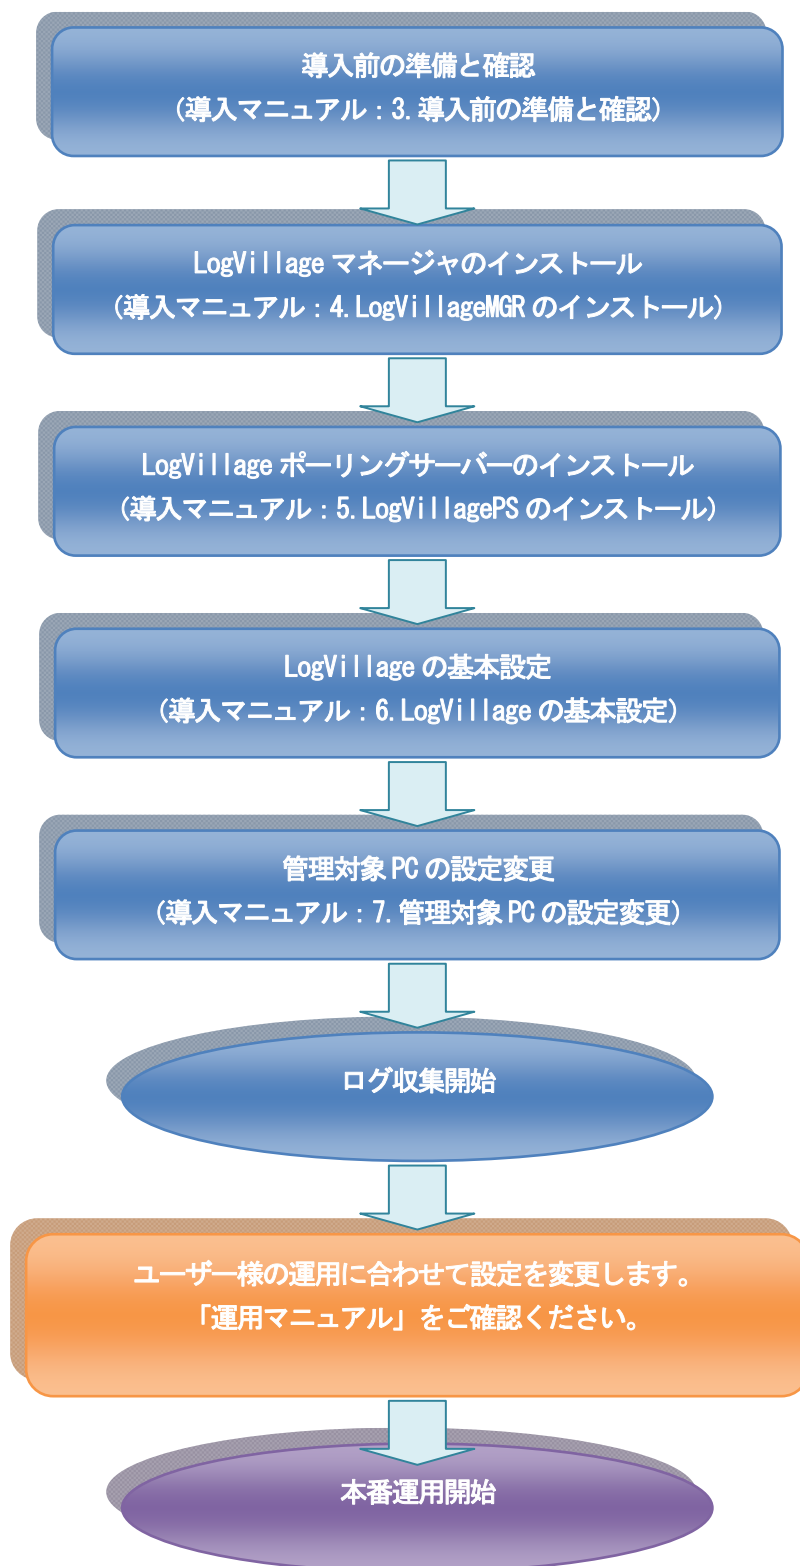 導入前の準備と確認
(導入マニュアル:3.導入前の準備と確認)
LogVillage マネージャのインストール
(導入マニュアル:4.LogVillageMGR のインストール)
LogVillage ポーリングサーバーのインストール
(導入マニュアル:5.LogVillagePS のインストール)
LogVillage の基本設定
(導入マニュアル:6.LogVillage の基本設定)
管理対象 PC の設定変更
(導入マニュアル:7.管理対象 PC の設定変更)
ログ収集開始
ユーザー様の運用に合わせて設定を変更します。
「運用マニュアル」をご確認ください。
本番運用開始